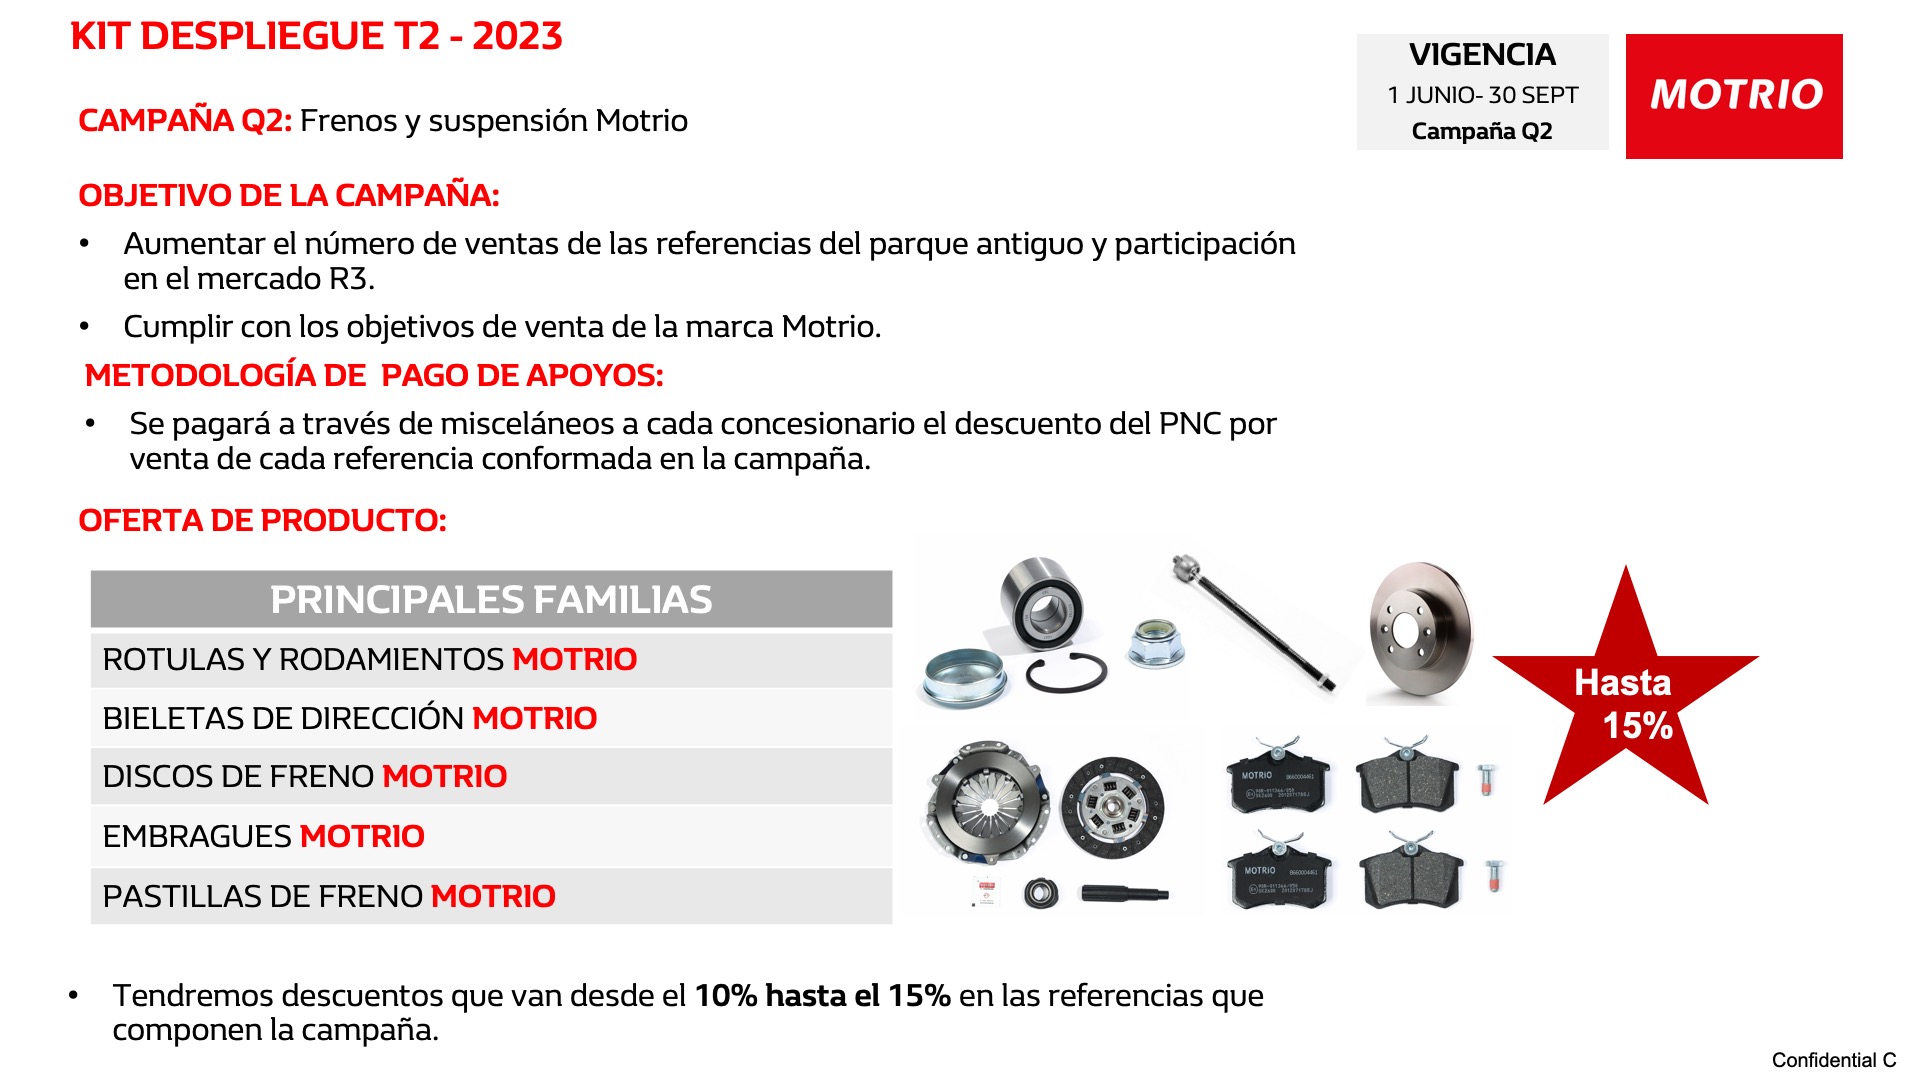 KIT DESPLIEGUE T2 - 2023
VIGENCIA
1 JUNIO- 30 SEPT
Campaña Q2
MOTRIO
CAMPAÑA Q2: Frenos y suspensión Motrio
OBJETIVO DE LA CAMPAÑA:
• Aumentar el número de ventas de las referencias del parque antiguo y participación
en el mercado R3.
• Cumplir con los objetivos de venta de la marca Motrio.
METODOLOGÍA DE  PAGO DE APOYOS:
• Se pagará a través de misceláneos a cada concesionario el descuento del PNC por
venta de cada referencia conformada en la campaña.
OFERTA DE PRODUCTO:
PRINCIPALES FAMILIAS
ROTULAS Y RODAMIENTOS MOTRIO
BIELETAS DE DIRECCIÓN MOTRIO
DISCOS DE FRENO MOTRIO
EMBRAGUES MOTRIO
PASTILLAS DE FRENO MOTRIO
Hasta
15%
MOTRIO 8660004461
MOTRIO 8660004461
• Tendremos descuentos que van desde el 10% hasta el 15% en las referencias que
componen la campaña.
Confidential C